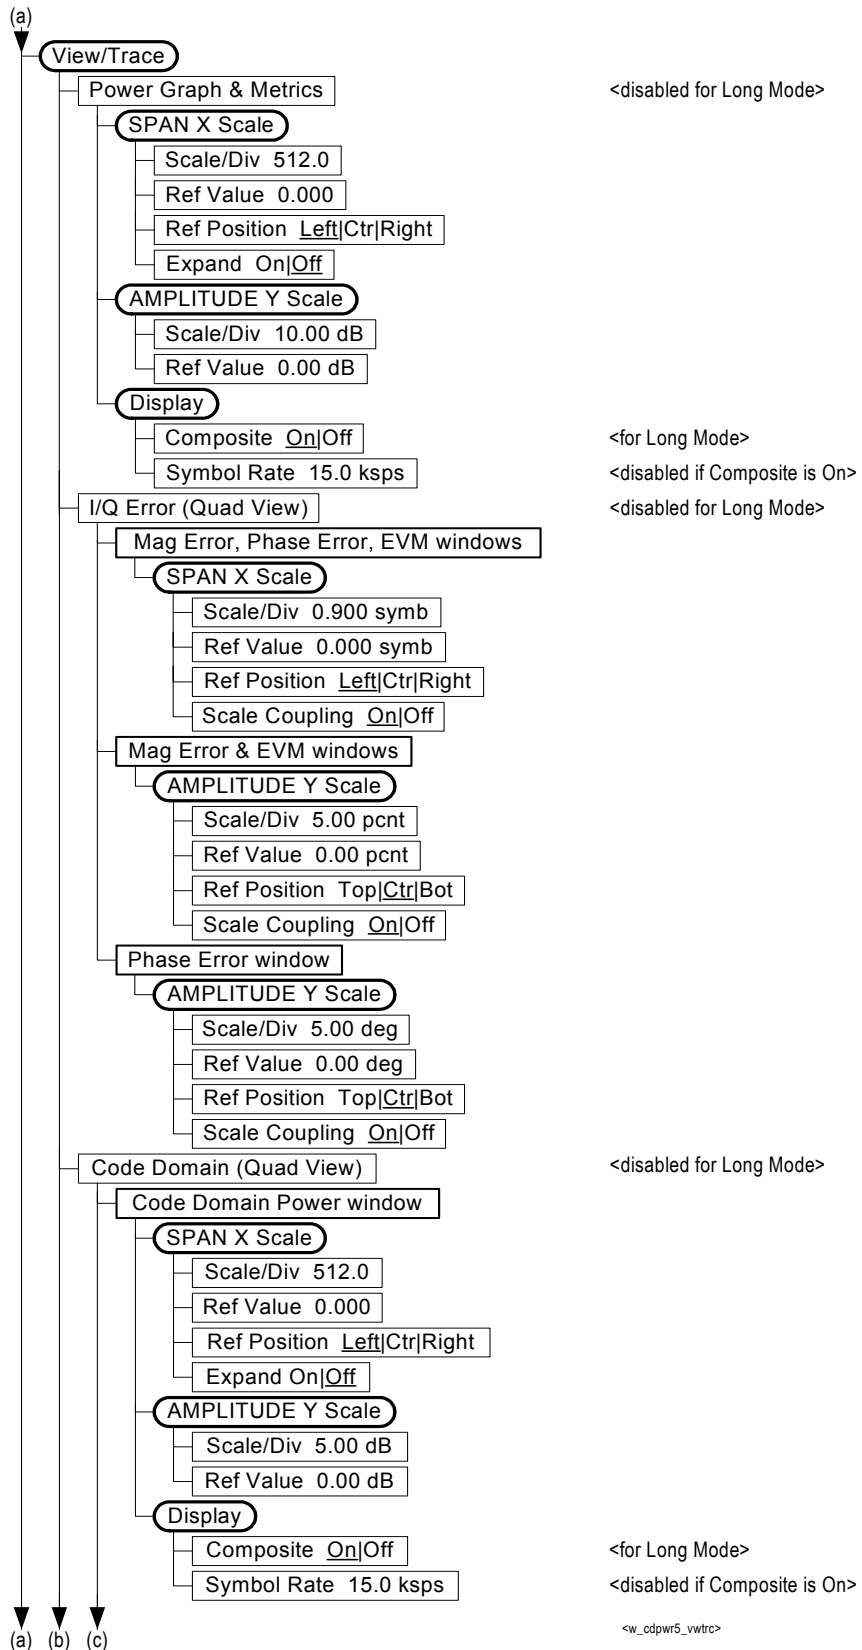 (a)
View/Trace
Power Graph & Metrics <disabled for Long Mode>
SPAN X Scale
Scale/Div 512.0
Ref Value 0.000
Ref Position Left|Ctr|Right
Expand On|Off
AMPLITUDE Y Scale
Scale/Div 10.00 dB
Ref Value 0.00 dB
Display
Composite On|Off <for Long Mode>
Symbol Rate 15.0 ksps <disabled if Composite is On>
I/Q Error (Quad View) <disabled for Long Mode>
Mag Error, Phase Error, EVM windows
SPAN X Scale
Scale/Div 0.900 symb
Ref Value 0.000 symb
Ref Position Left|Ctr|Right
Scale Coupling On|Off
Mag Error & EVM windows
AMPLITUDE Y Scale
Scale/Div 5.00 pcnt
Ref Value 0.00 pcnt
Ref Position Top|Ctr|Bot
Scale Coupling On|Off
Phase Error window
AMPLITUDE Y Scale
Scale/Div 5.00 deg
Ref Value 0.00 deg
Ref Position Top|Ctr|Bot
Scale Coupling On|Off
Code Domain (Quad View) <disabled for Long Mode>
Code Domain Power window
SPAN X Scale
Scale/Div 512.0
Ref Value 0.000
Ref Position Left|Ctr|Right
Expand On|Off
AMPLITUDE Y Scale
Scale/Div 5.00 dB
Ref Value 0.00 dB
Display
Composite On|Off <for Long Mode>
Symbol Rate 15.0 ksps <disabled if Composite is On>
<w_cdpwr5_vwtrc>
(a) (b) (c)